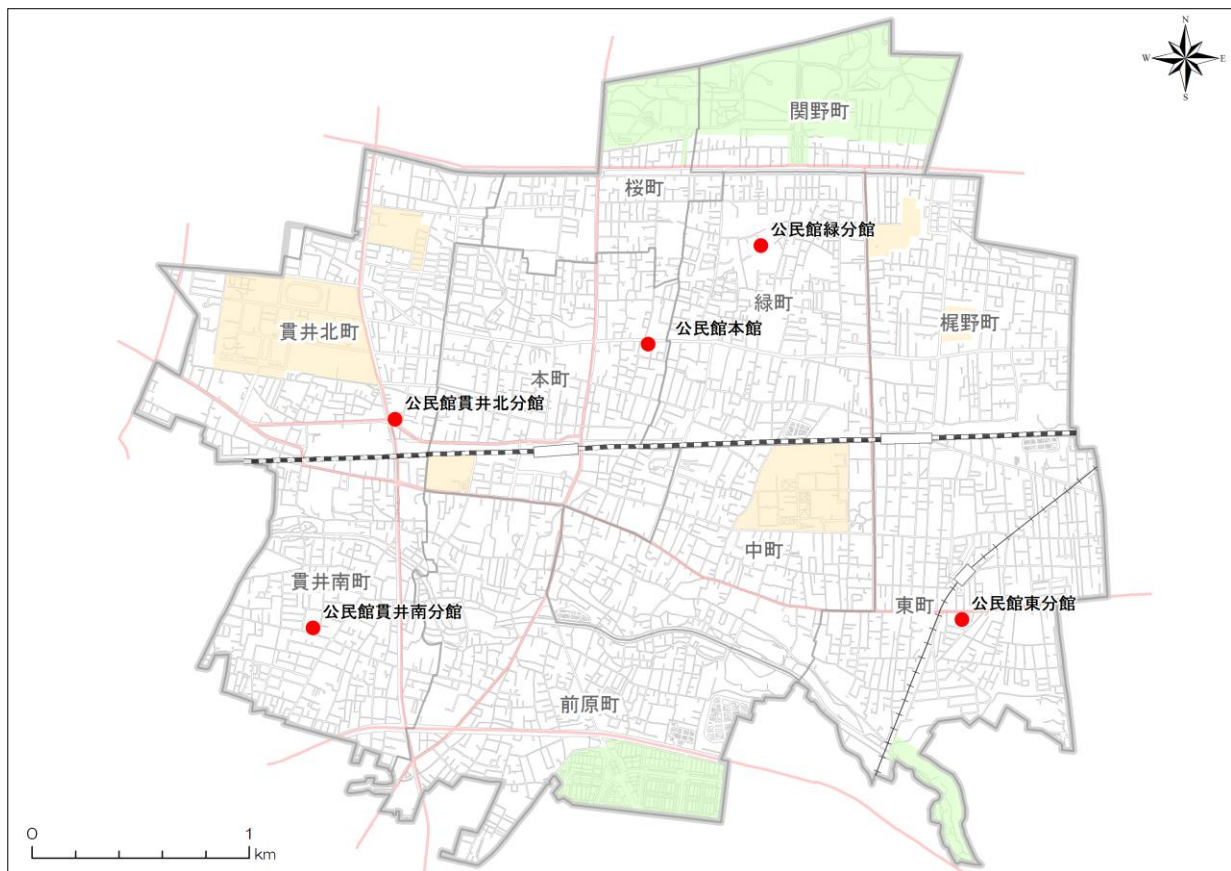 N
W
E
S
関野町
桜町
公民館緑分館
緑町
公民館本館
梶野町
貫井北町
本町
公民館貫井北分館
中町
貫井南町
公民館貫井南分館
東町
公民館東分館
前原町
0
1
km